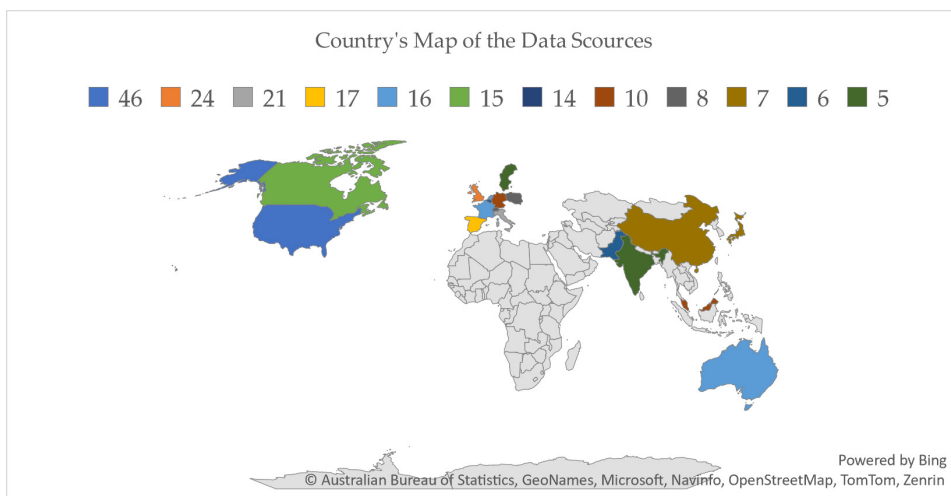 Country's Map of the Data Scources
46 24 21 17 16 15 14 10 8 7 6 5
Powered by Bing
© Australian Bureau of Statistics, GeoNames, Microsoft, Navinfo, OpenStreetMap, TomTom, Zenrin